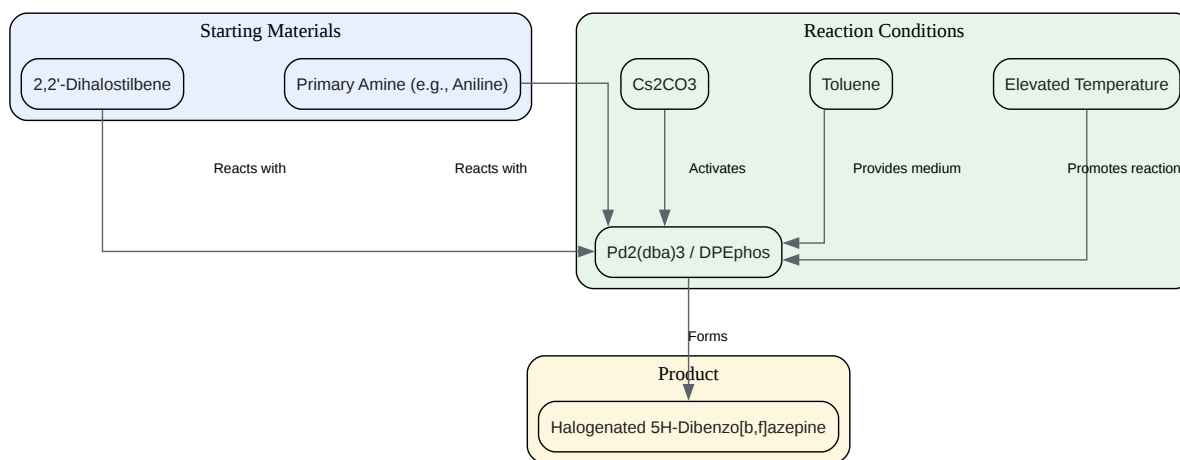 Starting Materials
Reaction Conditions
2,2'-Dihalostilbene
Primary Amine (e.g., Aniline)
Cs2CO3
Toluene
Elevated Temperature
Reacts with
Reacts with
Activates
Provides medium
Promotes reaction
Pd2(dba)3 / DPEphos
Forms
Product
Halogenated 5H-Dibenzo[b,f]azepine